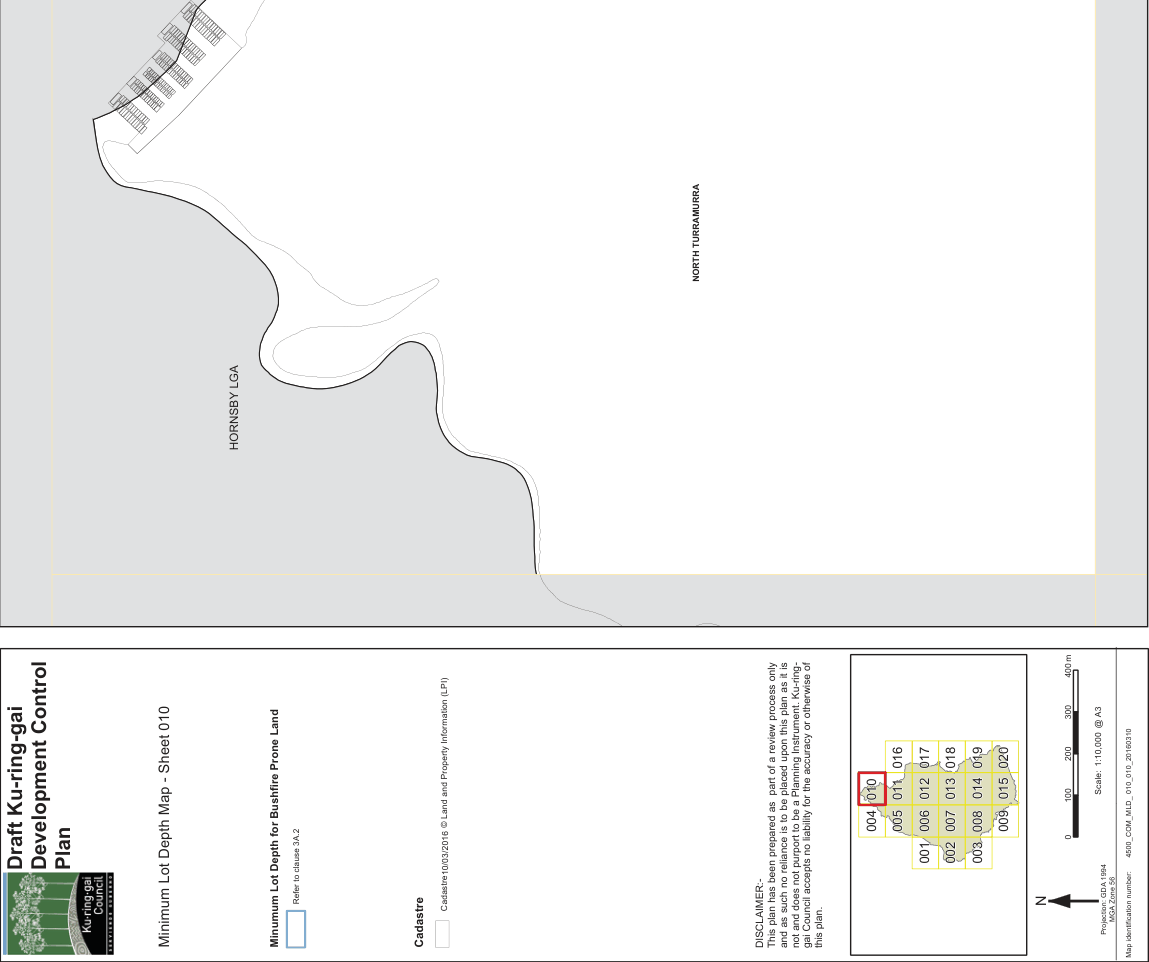 HORNSBY LGA
NORTH TURRAMURRA
Ku-ring-gai
Council
Draft Ku-ring-gai
Development Control
Plan
Minimum Lot Depth Map - Sheet 010
Minumum Lot Depth for Bushfire Prone Land
Refer to clause 3A.2
Cadastre
Cadastre10/03/2016 © Land and Property Information (LPI)
DISCLAIMER:-
This plan has been prepared as part of a review process only
and as such no reliance is to be placed upon this plan as it is
not and does not purport to be a Planning Instrument. Ku-ring-
gai Council accepts no liability for the accuracy or otherwise of
this plan.
004 010
005 011 016
001 006 012 017
002 007 013 018
003 008 014 019
009 015 020
N
0 100 200 300 400 m
Scale: 1:10,000 @ A3
Projection: GDA 1994
MGA Zone 56
Map identification number: 4500_COM_MLD_ 010_010_20160310